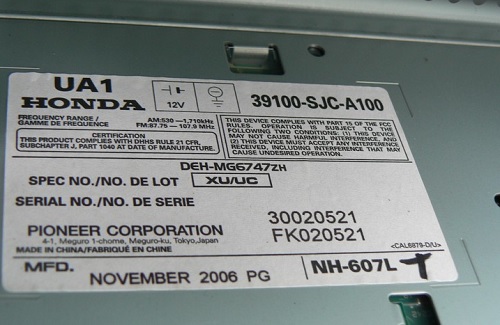 UA1
HONDA
12V
39100-SJC-A100
FREQUENCY RANGE / AM:530 -1,710kHz
GAMME DE FREQUENCE FM:87.75 - 107.9 MHz
THIS DEVICE COMPLIES WITH PART 15 OF THE FCC
RULES. OPERATION IS SUBJECT TO THE
FOLLOWING TWO CONDITIONS: (1) THIS DEVICE
MAY NOT CAUSE HARMFUL INTERFERENCE, AND
(2) THIS DEVICE MUST ACCEPT ANY INTERFERENCE
RECEIVED, INCLUDING INTERFERENCE THAT MAY
CAUSE UNDESIRED OPERATION.
CERTIFICATION
THIS PRODUCT COMPLIES WITH DHHS RULE 21 CFR.
SUBCHAPTER J, PART 1040 AT DATE OF MANUFACTURE.
DEH-MG6747ZH
SPEC NO./NO. DE LOT XU/UC
SERIAL NO./NO. DE SERIE
30020521
PIONEER CORPORATION FK020521
4-1, Meguro 1-chome, Meguro-ku, Tokyo,Japan
MADE IN CHINA/FABRIQUÉ EN CHINE <CAL6879-D/U>
MFD. NOVEMBER 2006 PG NH-607L T